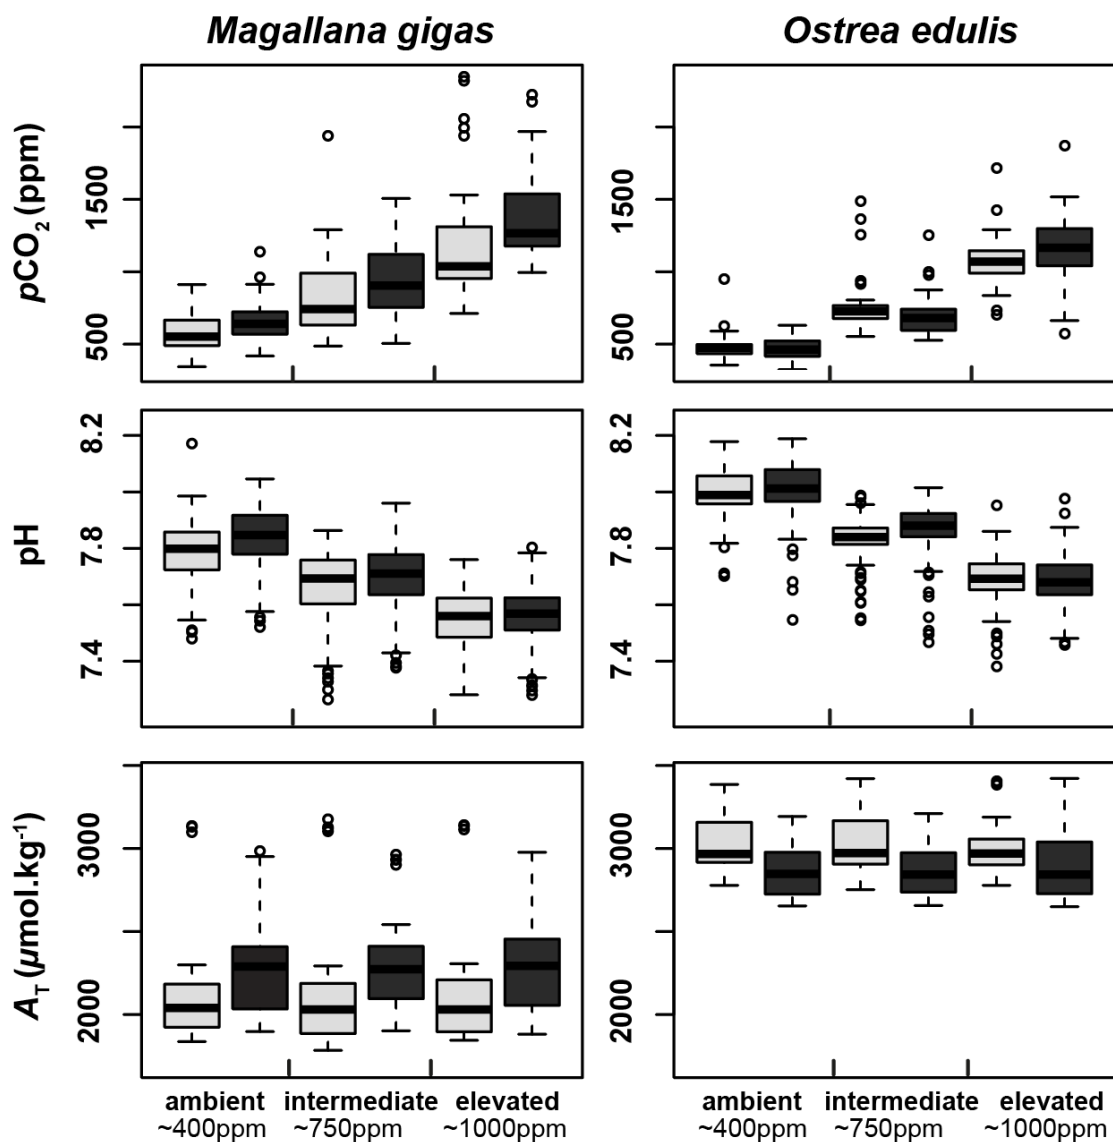 Magallana gigas Ostrea edulis
pCO₂ (ppm)
1500
500
1500
500
pH
8.2
7.8
7.4
8.2
7.8
7.4
A_T (μmol.kg⁻¹)
3000
2000
3000
2000
ambient intermediate elevated ambient intermediate elevated
~400ppm ~750ppm ~1000ppm ~400ppm ~750ppm ~1000ppm